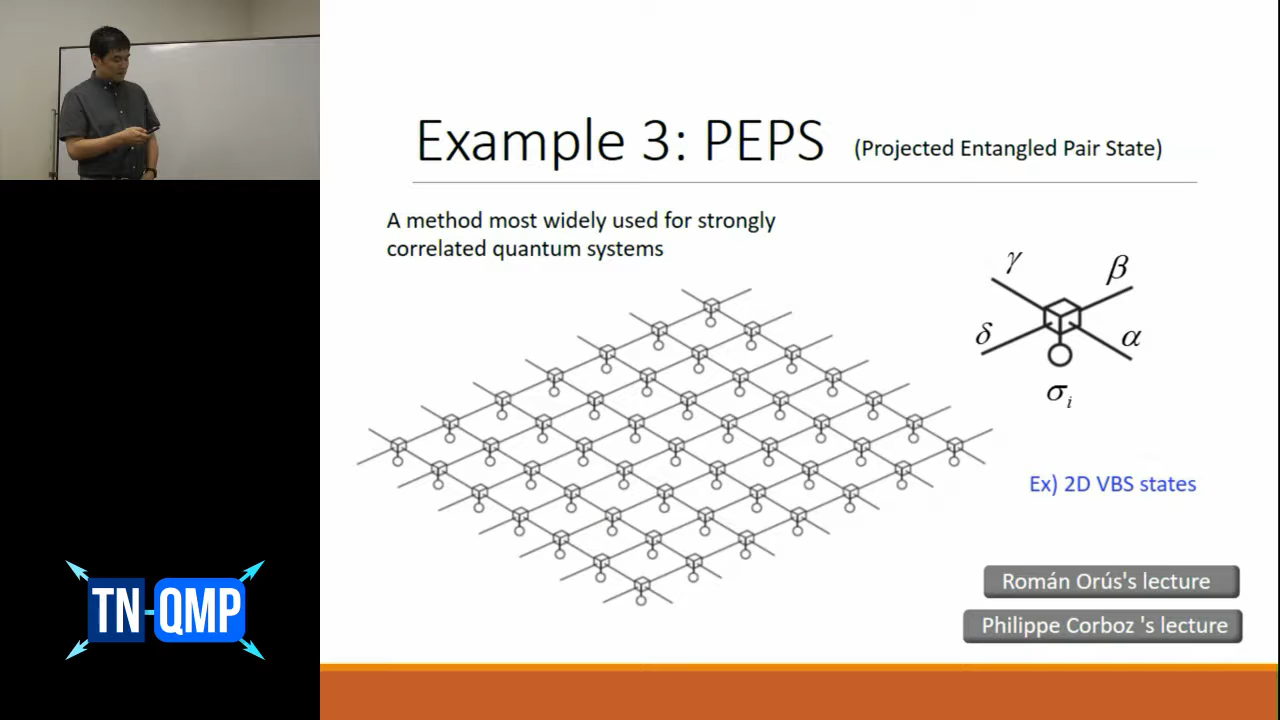 Example 3: PEPS (Projected Entangled Pair State)
A method most widely used for strongly
correlated quantum systems
γ
β
δ
α
σi
Ex) 2D VBS states
Román Orús's lecture
Philippe Corboz 's lecture
TN-QMP